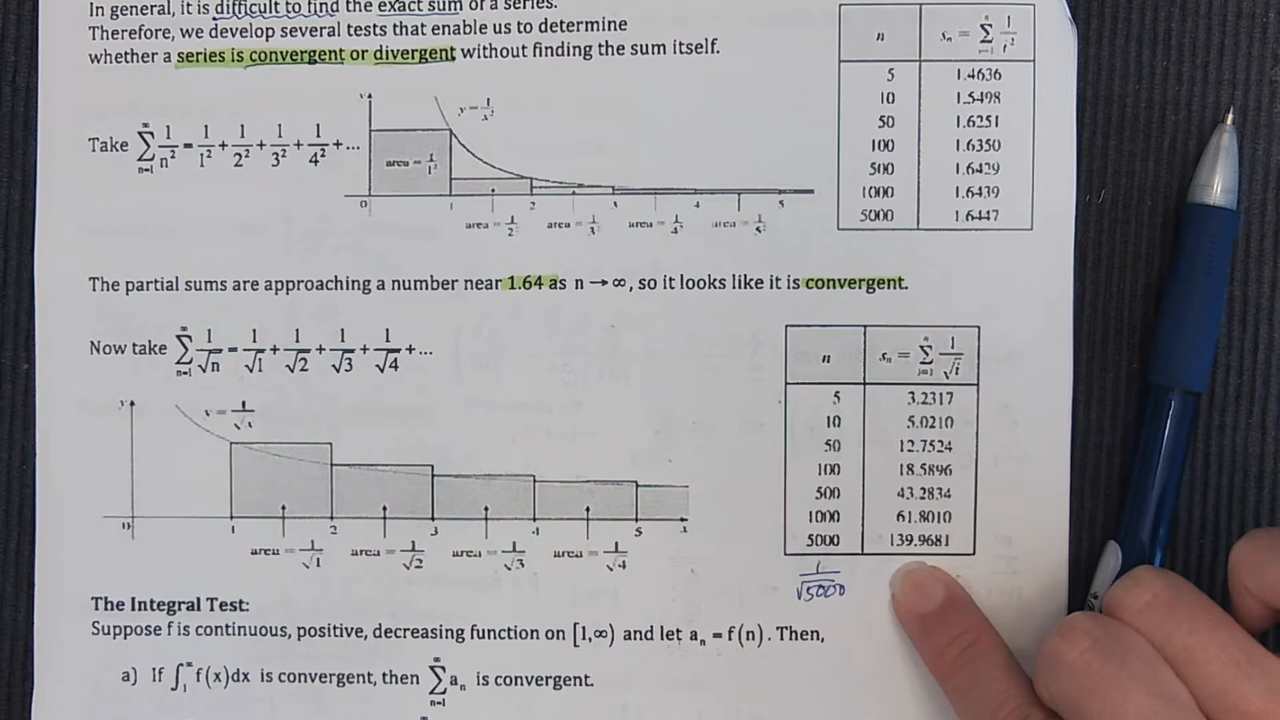 In general, it is difficult to find the exact sum of a series.
Therefore, we develop several tests that enable us to determine
whether a series is convergent or divergent without finding the sum itself.
n s_n = ∑_{i=1}^{n} 1/i²
5 1.4636
10 1.5498
50 1.6251
100 1.6350
500 1.6429
1000 1.6439
5000 1.6447
Take ∑_{n=1}^{∞} 1/n² = 1/1² + 1/2² + 1/3² + 1/4² + ...
y
y = 1/x²
area = 1/1²
0 1 2 3 4 5
area = 1/2² area = 1/3² area = 1/4² area = 1/5²
The partial sums are approaching a number near 1.64 as n → ∞, so it looks like it is convergent.
Now take ∑_{n=1}^{∞} 1/√n = 1/√1 + 1/√2 + 1/√3 + 1/√4 + ...
n s_n = ∑_{i=1}^{n} 1/√i
5 3.2317
10 5.0210
50 12.7524
100 18.5896
500 43.2834
1000 61.8010
5000 139.9681
1/√5000
y
y = 1/√x
0 1 2 3 4 5 x
area = 1/√1 area = 1/√2 area = 1/√3 area = 1/√4
The Integral Test:
Suppose f is continuous, positive, decreasing function on [1,∞) and let a_n = f(n). Then,
a) If ∫_1^∞ f(x)dx is convergent, then ∑_{n=1}^{∞} a_n is convergent.